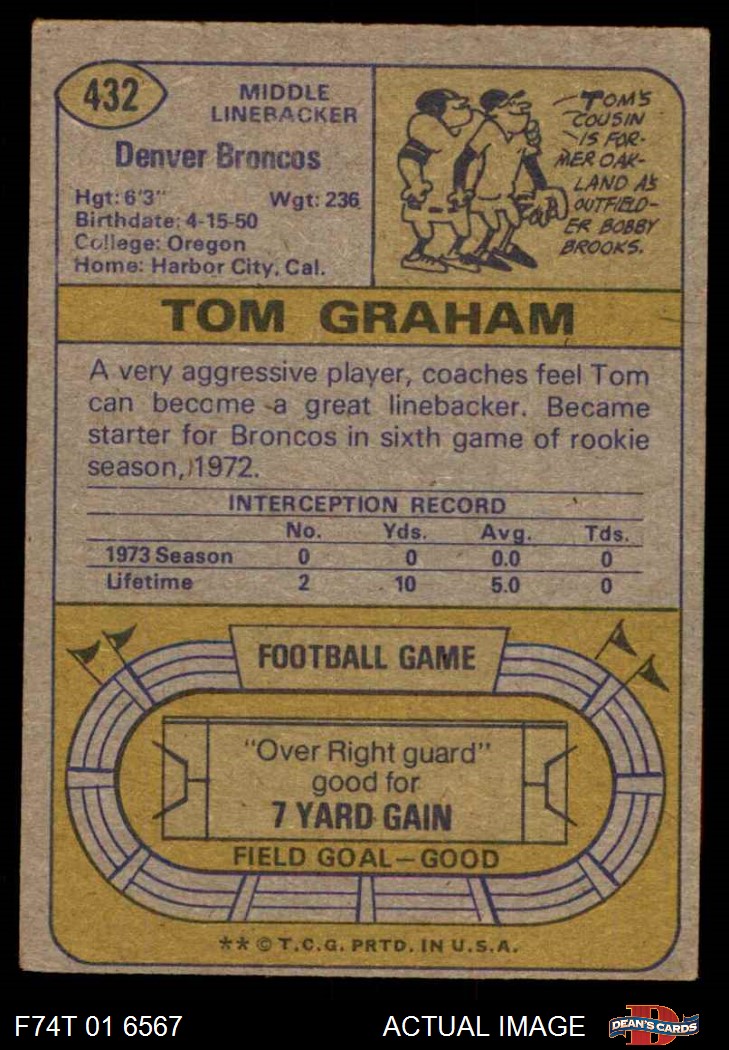 432
MIDDLE
LINEBACKER
Denver Broncos
Hgt: 6'3" Wgt: 236
Birthdate: 4-15-50
College: Oregon
Home: Harbor City, Cal.
TOM'S
COUSIN
IS FOR-
MER OAK-
LAND A'S
OUTFIELD-
ER BOBBY
BROOKS.
TOM GRAHAM
A very aggressive player, coaches feel Tom
can become a great linebacker. Became
starter for Broncos in sixth game of rookie
season, 1972.
INTERCEPTION RECORD
No. Yds. Avg. Tds.
1973 Season 0 0 0.0 0
Lifetime 2 10 5.0 0
FOOTBALL GAME
"Over Right guard"
good for
7 YARD GAIN
FIELD GOAL—GOOD
** © T.C.G. PRTD. IN U.S.A.
F74T 01 6567 ACTUAL IMAGE
D
DEAN'S CARDS